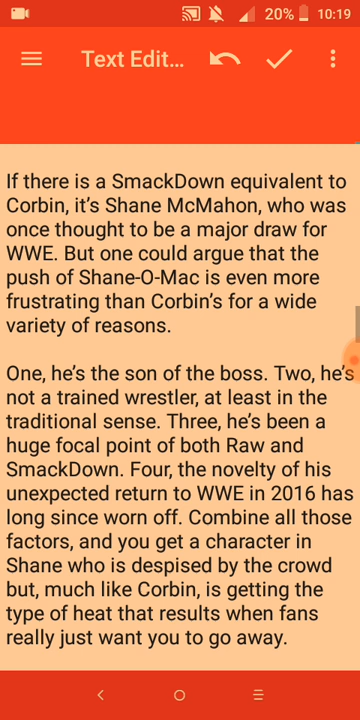 20% 10:19
Text Edit...
If there is a SmackDown equivalent to
Corbin, it's Shane McMahon, who was
once thought to be a major draw for
WWE. But one could argue that the
push of Shane-O-Mac is even more
frustrating than Corbin's for a wide
variety of reasons.
One, he's the son of the boss. Two, he's
not a trained wrestler, at least in the
traditional sense. Three, he's been a
huge focal point of both Raw and
SmackDown. Four, the novelty of his
unexpected return to WWE in 2016 has
long since worn off. Combine all those
factors, and you get a character in
Shane who is despised by the crowd
but, much like Corbin, is getting the
type of heat that results when fans
really just want you to go away.